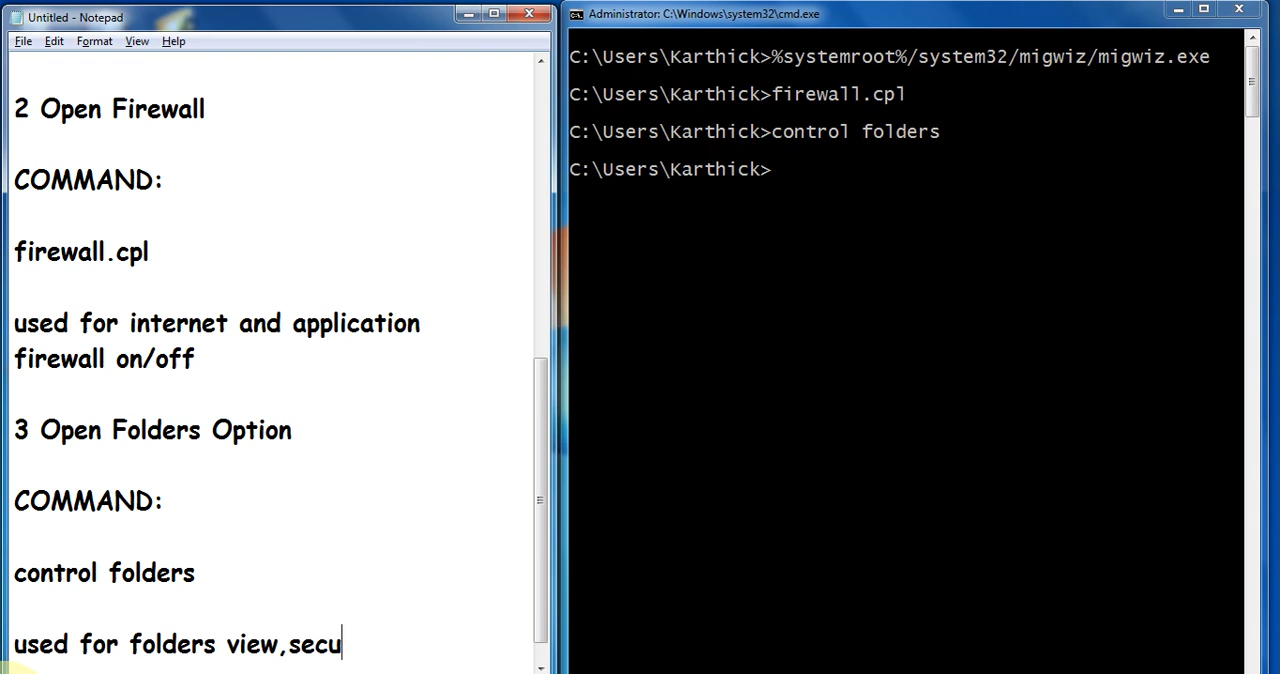 Untitled - Notepad
File Edit Format View Help
2 Open Firewall
COMMAND:
firewall.cpl
used for internet and application
firewall on/off
3 Open Folders Option
COMMAND:
control folders
used for folders view,secu
Administrator: C:\Windows\system32\cmd.exe
C:\Users\Karthick>%systemroot%/system32/migwiz/migwiz.exe
C:\Users\Karthick>firewall.cpl
C:\Users\Karthick>control folders
C:\Users\Karthick>